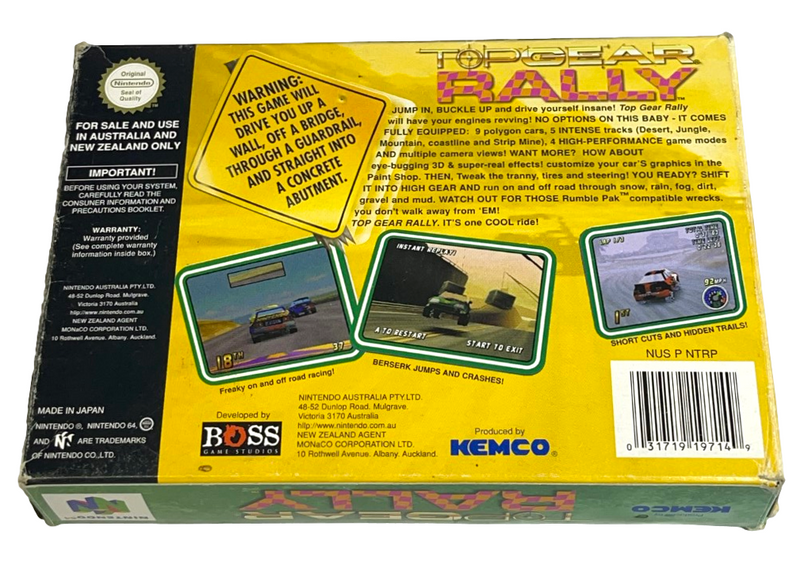 Original
Nintendo
Seal of
Quality
FOR SALE AND USE
IN AUSTRALIA AND
NEW ZEALAND ONLY
IMPORTANT!
BEFORE USING YOUR SYSTEM,
CAREFULLY READ THE
CONSUNER INFORMATION AND
PRECAUTIONS BOOKLET.
WARRANTY:
Warranty provided
(See complete warranty
information inside box.)
NINTENDO AUSTRALIA PTY.LTD.
48-52 Dunlop Road. Mulgrave.
Victoria 3170 Australia
http://www.nintendo.com.au
NEW ZEALAND AGENT
MONaCO CORPORATION LTD.
10 Rothwell Avenue. Albany. Auckland.
MADE IN JAPAN
NINTENDO ®, NINTENDO 64,
AND ARE TRADEMARKS
OF NINTENDO CO.,LTD.
WARNING:
THIS GAME WILL
DRIVE YOU UP A
WALL, OFF A BRIDGE,
THROUGH A GUARDRAIL,
AND STRAIGHT INTO
A CONCRETE
ABUTMENT.
TOP GEAR
RALLY™
JUMP IN, BUCKLE UP and drive yourself insane! Top Gear Rally
will have your engines revving! NO OPTIONS ON THIS BABY - IT COMES
FULLY EQUIPPED: 9 polygon cars, 5 INTENSE tracks (Desert, Jungle,
Mountain, coastline and Strip Mine), 4 HIGH-PERFORMANCE game modes
AND multiple camera views! WANT MORE? HOW ABOUT
eye-bugging 3D & super-real effects! customize your car'S graphics in the
Paint Shop. THEN, Tweak the tranny, tires and steering! YOU READY? SHIFT
IT INTO HIGH GEAR AND run on and off road through snow, rain, fog, dirt,
gravel and mud. WATCH OUT FOR THOSE Rumble Pak™ compatible wrecks.
you don't walk away from 'EM!
TOP GEAR RALLY. IT'S one COOL ride!
18TH
37
Freaky on and off road racing!
INSTANT REPLAY!
A TO RESTART
START TO EXIT
BERSERK JUMPS AND CRASHES!
LAP 1/3
92MPH
1ST
SHORT CUTS AND HIDDEN TRAILS!
NUS P NTRP
0 31719 19714 9
Developed by
BOSS
GAME STUDIOS
NINTENDO AUSTRALIA PTY.LTD.
48-52 Dunlop Road. Mulgrave.
Victoria 3170 Australia
http://www.nintendo.com.au
NEW ZEALAND AGENT
MONaCO CORPORATION LTD.
10 Rothwell Avenue. Albany. Auckland.
Produced by
KEMCO®
NINTENDO
TOP GEAR
RALLY
KEMCO